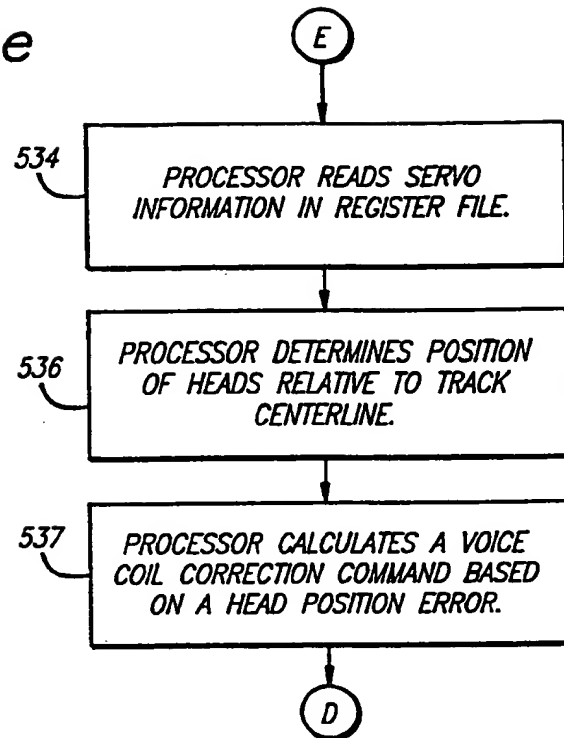 e
E
534
PROCESSOR READS SERVO
INFORMATION IN REGISTER FILE.
536
PROCESSOR DETERMINES POSITION
OF HEADS RELATIVE TO TRACK
CENTERLINE.
537
PROCESSOR CALCULATES A VOICE
COIL CORRECTION COMMAND BASED
ON A HEAD POSITION ERROR.
D